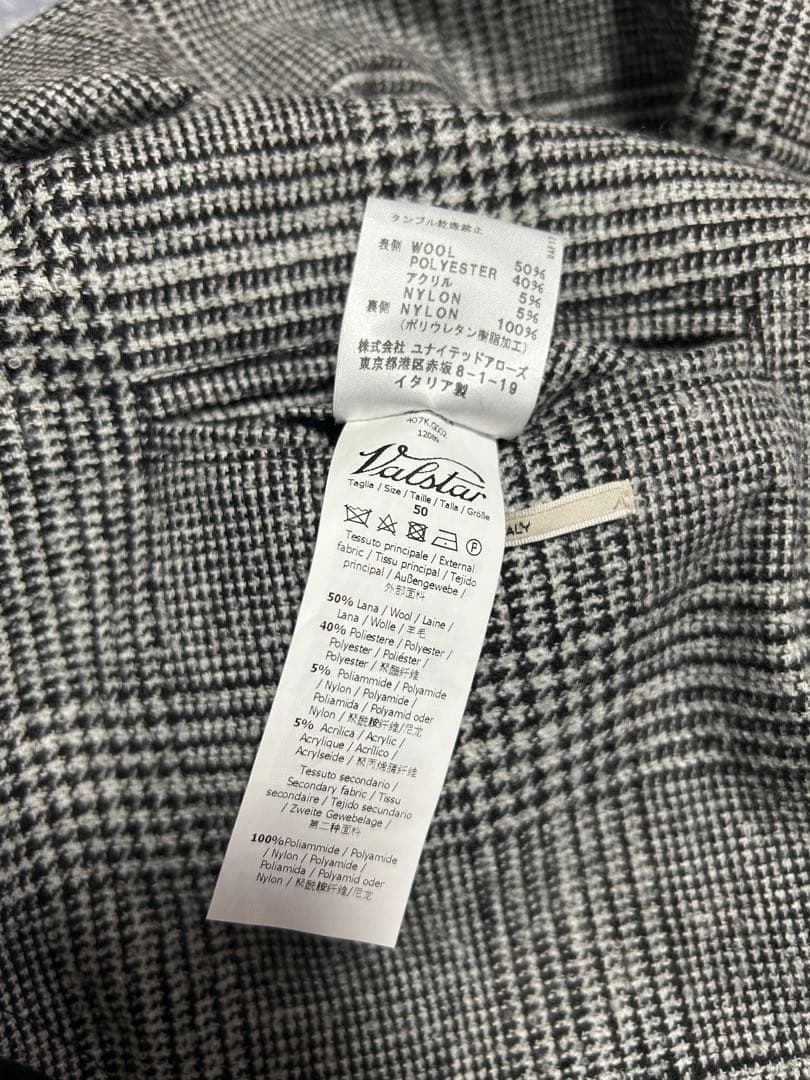 タンブル乾燥禁止
表側 WOOL 50%
POLYESTER 40%
アクリル 5%
NYLON 5%
裏側 NYLON 100%
(ポリウレタン樹脂加工)
株式会社 ユナイテッドアローズ
東京都港区赤坂8-1-19
イタリア製
120m
Valstar
Taglia / Size / Taille / Talla / Größe
50
P
ALY
Tessuto principale / External
fabric / Tissu principal / Tejido
principal / Außengewebe /
外部面料
50% Lana / Wool / Laine /
Lana / Wolle / 羊毛
40% Poliestere / Polyester /
Polyester / Poliéster /
Polyester / 聚酯纤维
5% Poliammide / Polyamide
/ Nylon / Polyamide /
Poliamida / Polyamid oder
Nylon / 聚酰胺纤维/尼龙
5% Acrilica / Acrylic /
Acrylique / Acrílico /
Acrylseide / 聚丙烯腈纤维
Tessuto secondario /
Secondary fabric / Tissu
secondaire / Tejido secundario
/ Zweite Gewebelage /
第二种面料
100%Poliammide / Polyamide
/ Nylon / Polyamide /
Poliamida / Polyamid oder
Nylon / 聚酰胺纤维/尼龙